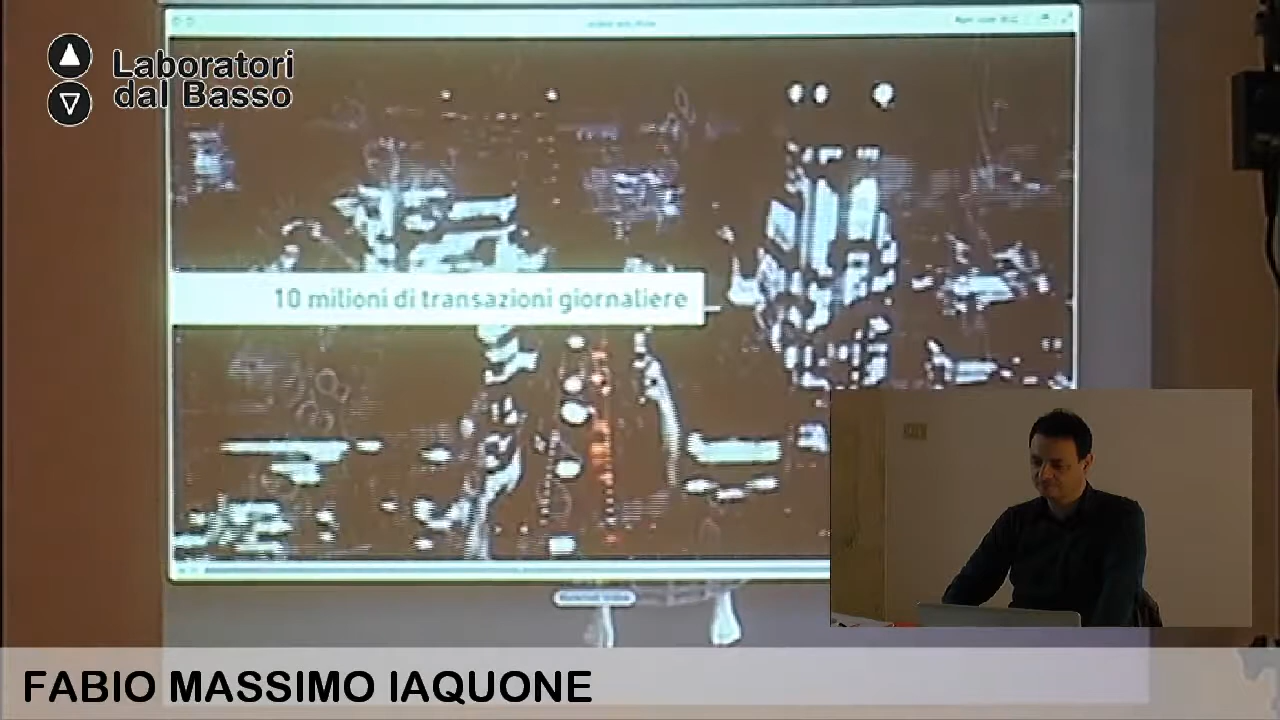 Laboratori
dal Basso
10 milioni di transazioni giornaliere
FABIO MASSIMO IAQUONE